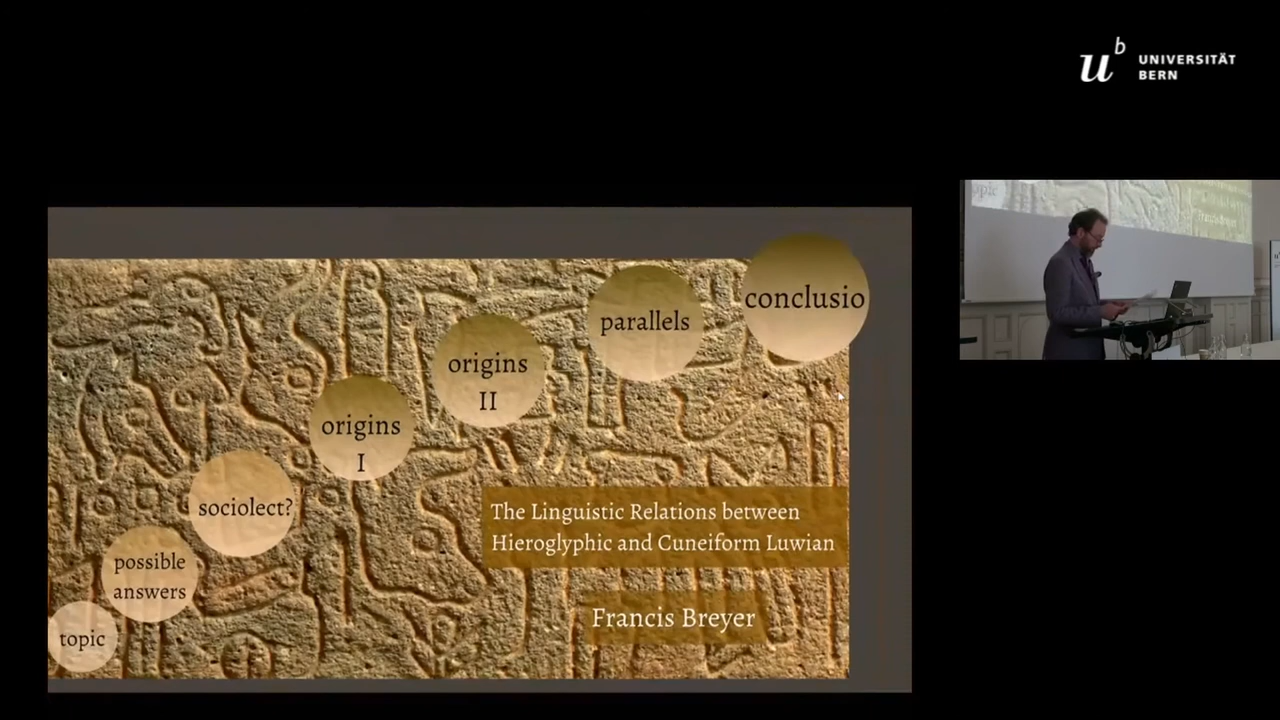 u b UNIVERSITÄT
BERN
conclusio
parallels
origins
II
origins
I
sociolect?
The Linguistic Relations between
Hieroglyphic and Cuneiform Luwian
possible
answers
Francis Breyer
topic